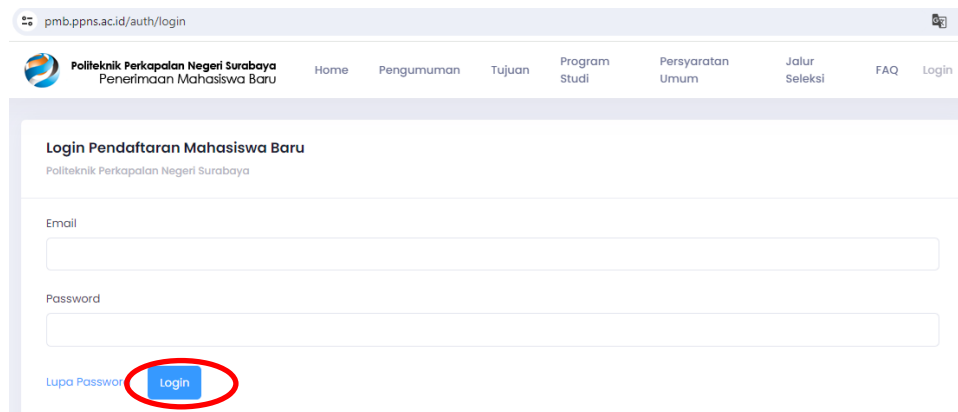 pmb.ppns.ac.id/auth/login
Politeknik Perkapalan Negeri Surabaya
Penerimaan Mahasiswa Baru
Home
Pengumuman
Tujuan
Program
Studi
Persyaratan
Umum
Jalur
Seleksi
FAQ
Login
Login Pendaftaran Mahasiswa Baru
Politeknik Perkapalan Negeri Surabaya
Email
Password
Lupa Passwor
Login